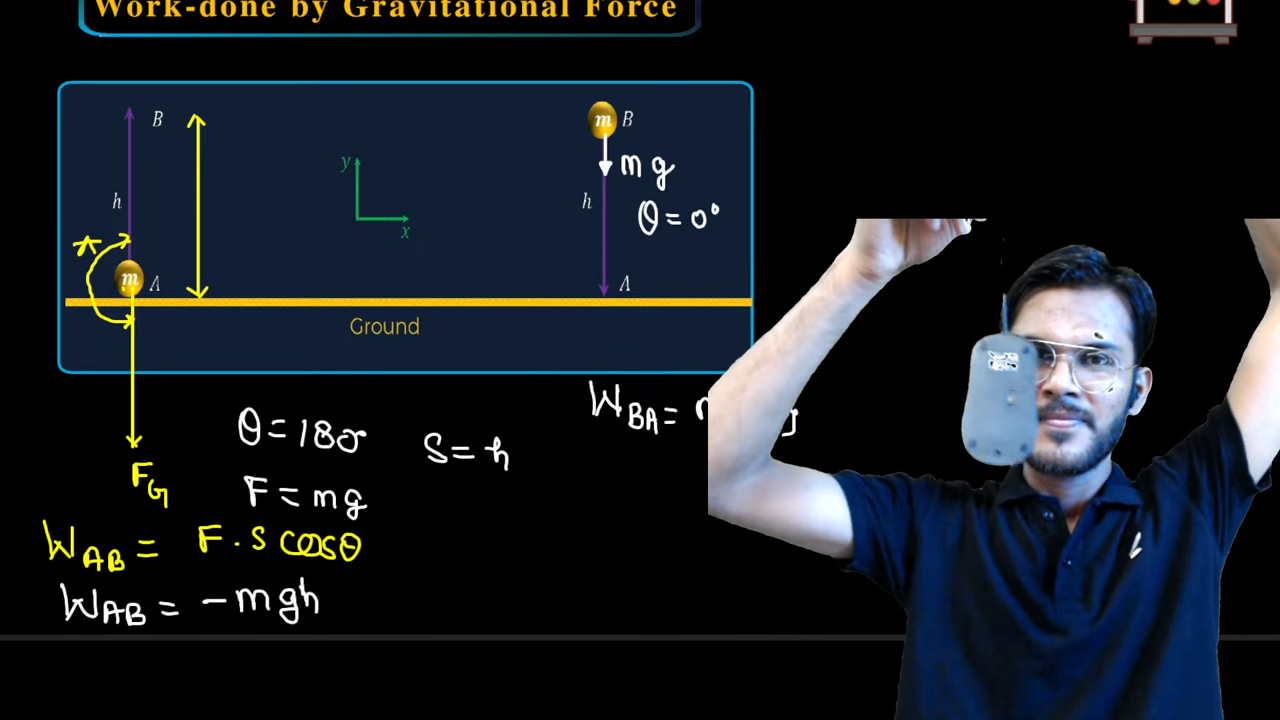 Work-done by Gravitational Force
B
h
m
A
y
x
m B
mg
h
θ = 0°
A
π
Ground
F_G
θ = 180°
S = h
F = mg
W_AB = F . S cosθ
W_AB = -mgh
W_BA =